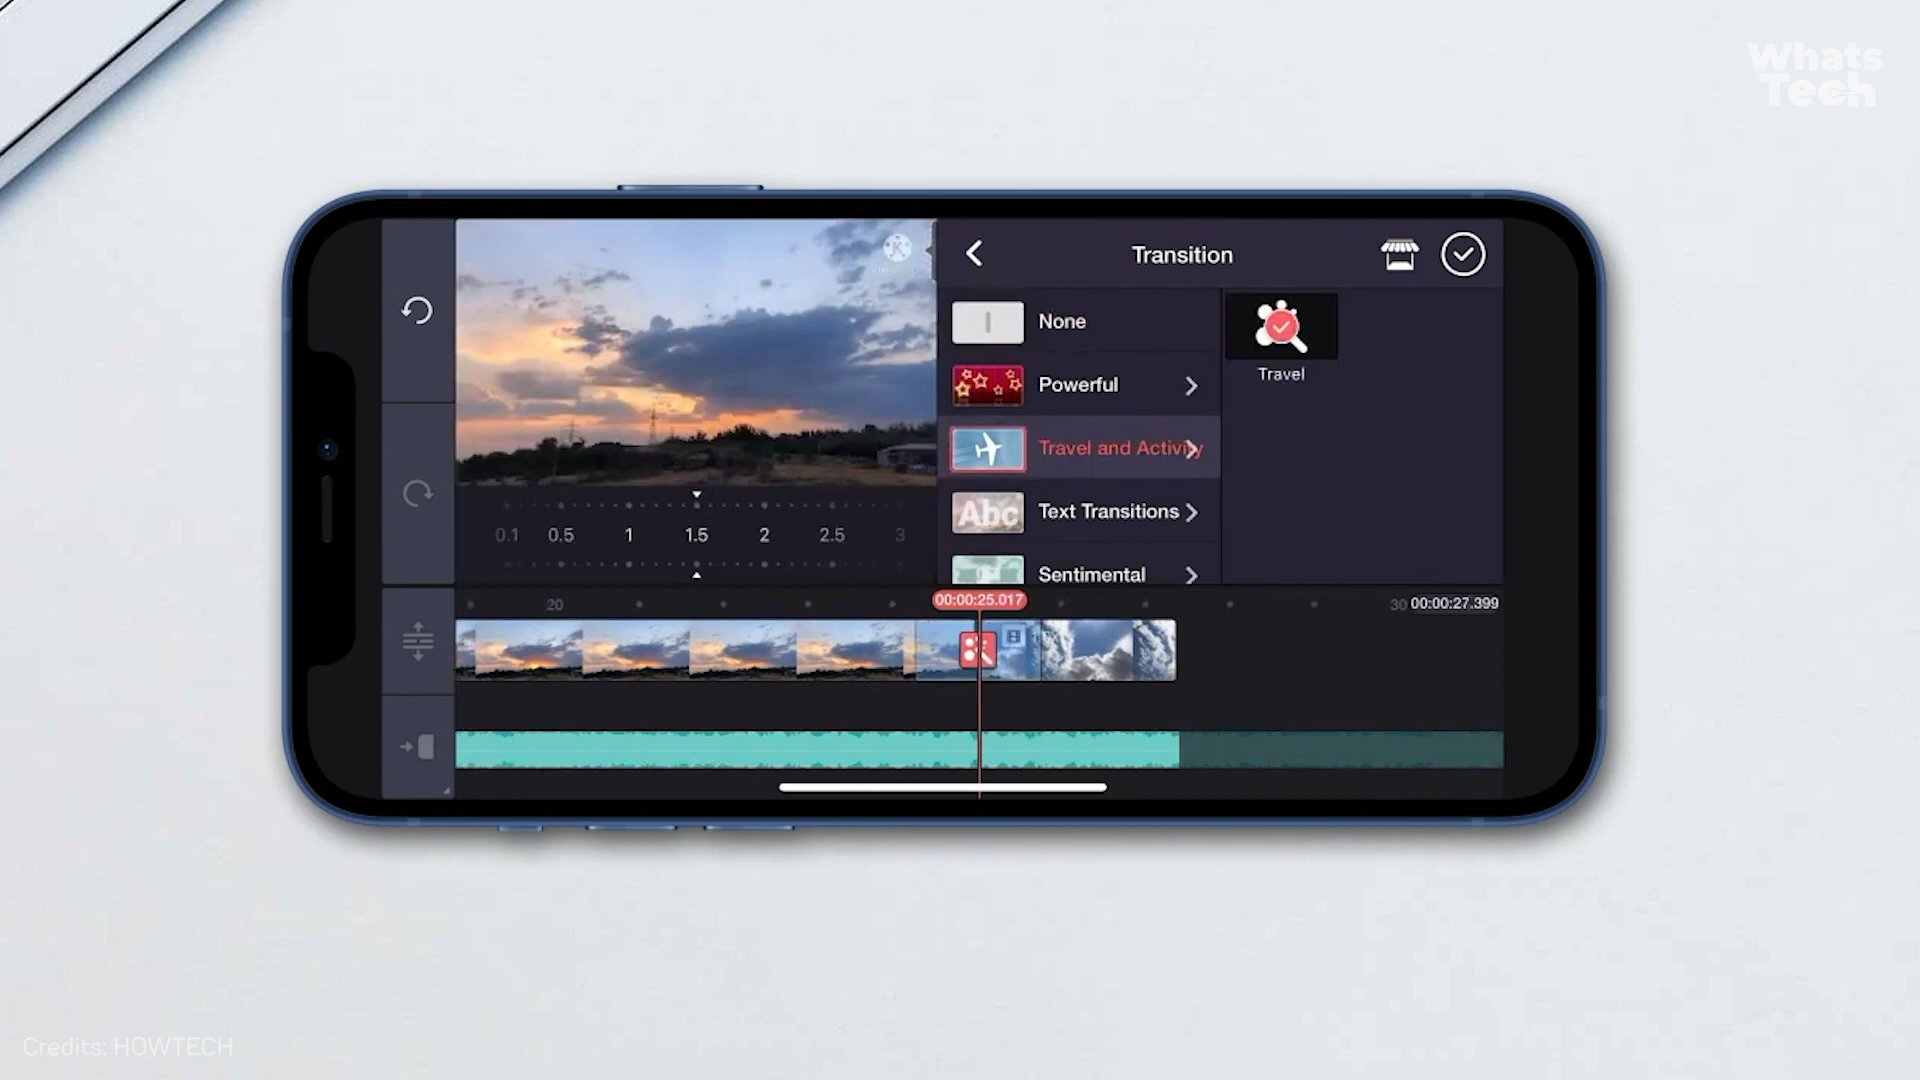 Whats
Tech
K
Transition
None
Powerful
Travel and Activity
Abc
Text Transitions
Sentimental
Travel
0.1 0.5 1 1.5 2 2.5 3
20
00:00:25.017
30 00:00:27.399
Credits: HOWTECH